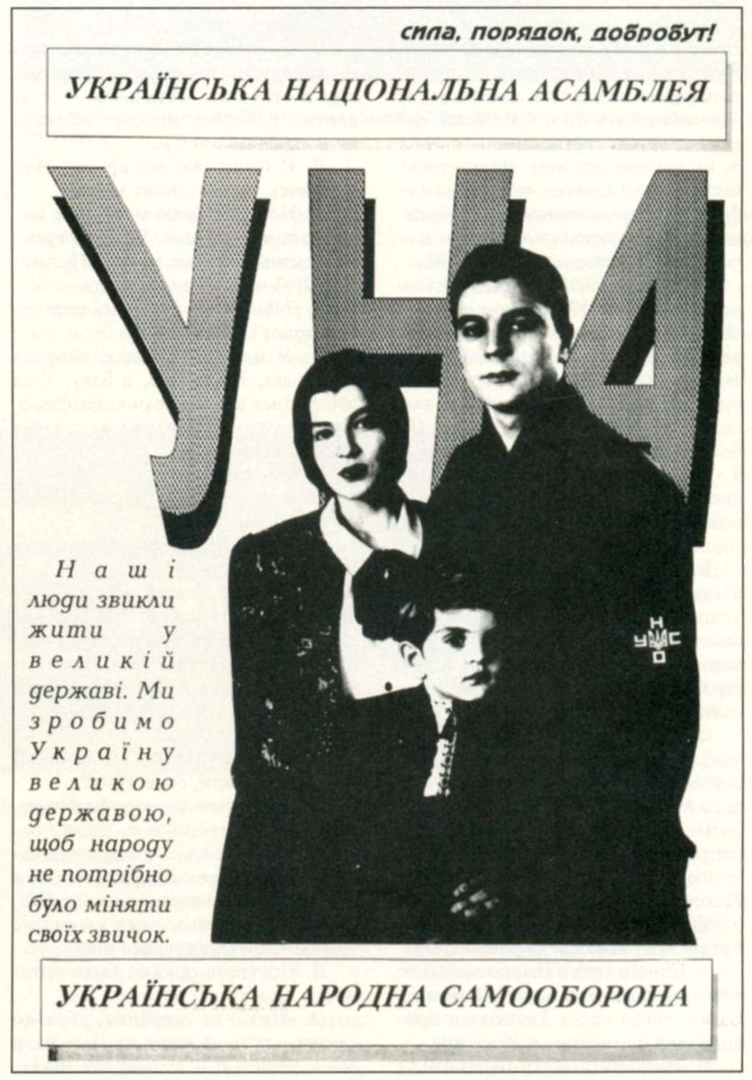 сила, порядок, добробут!
УКРАЇНСЬКА НАЦІОНАЛЬНА АСАМБЛЕЯ
УНА
Наші
люди звикли
жити у
великій
державі. Ми
зробимо
Україну
великою
державою,
щоб народу
не потрібно
було міняти
своїх звичок.
Н
У С
О
УКРАЇНСЬКА НАРОДНА САМООБОРОНА